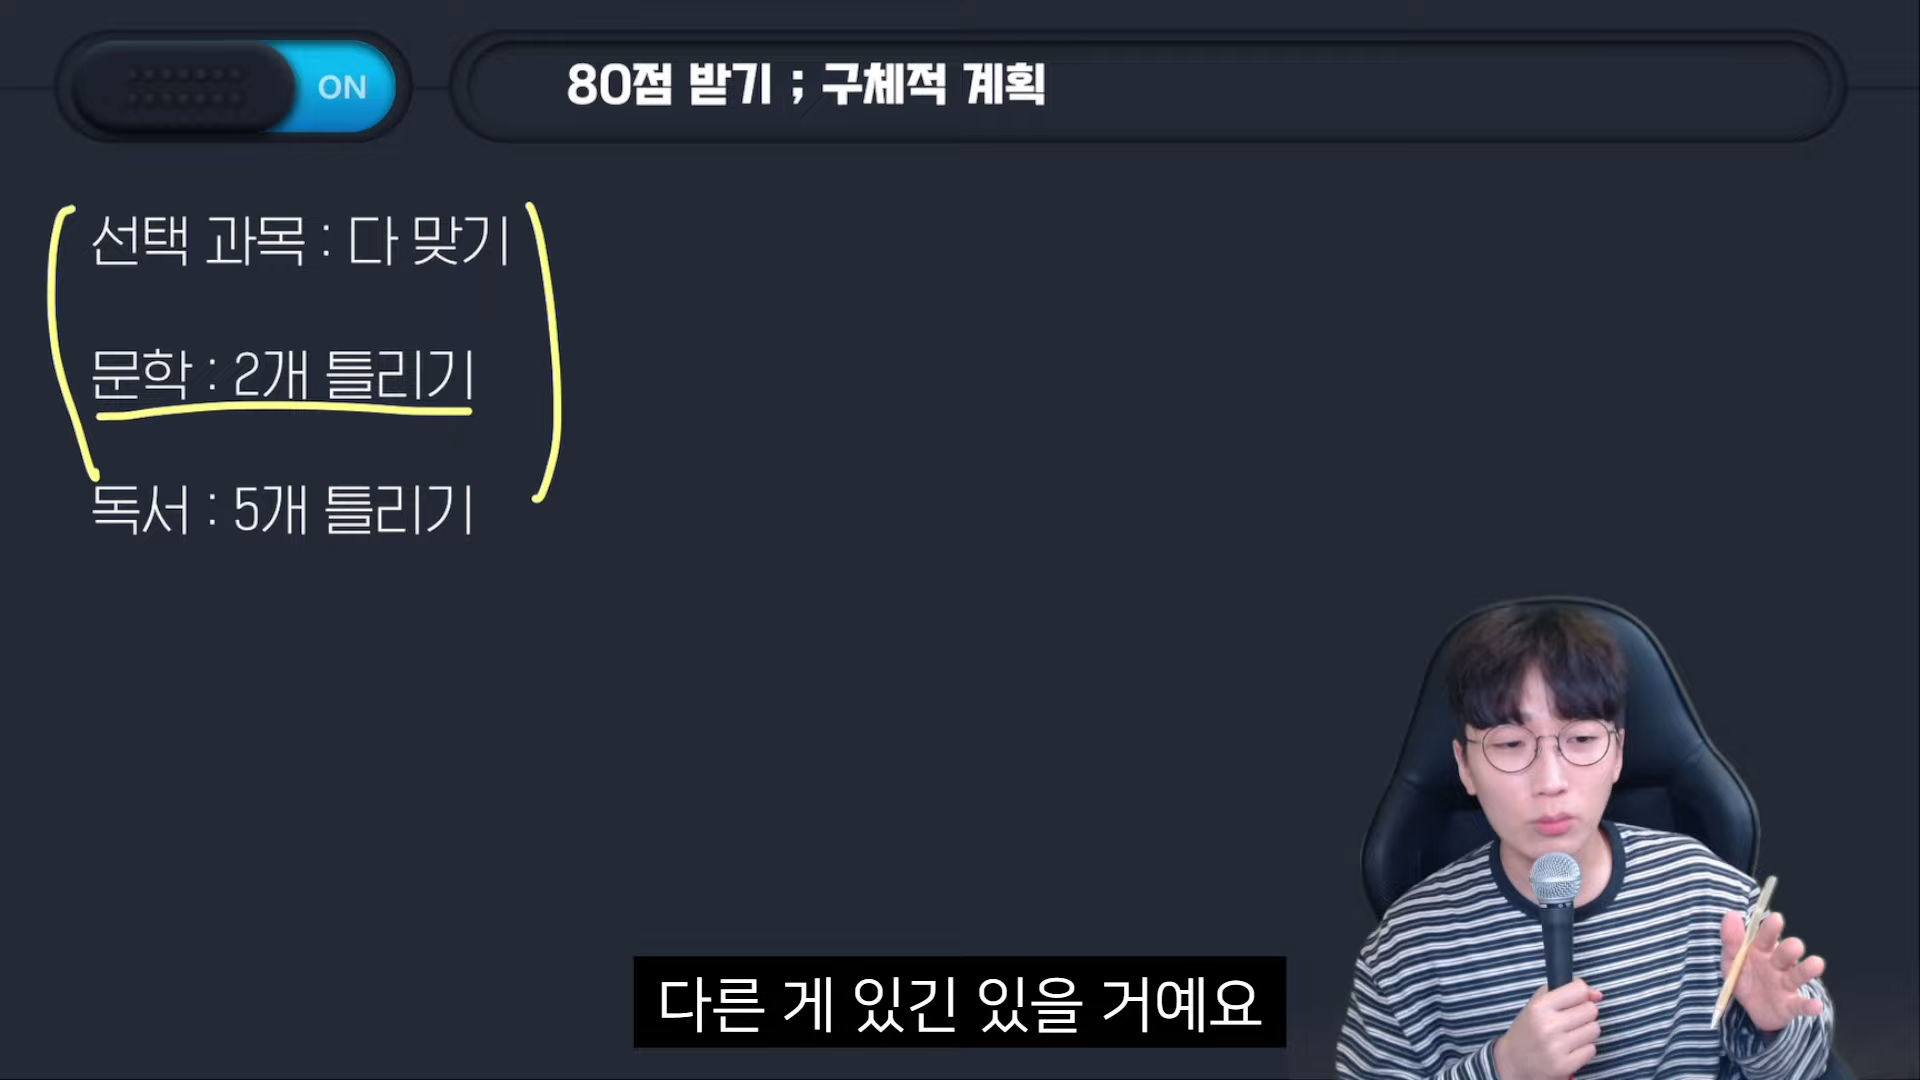 ON
80점 받기 ; 구체적 계획
선택 과목 : 다 맞기
문학 : 2개 틀리기
독서 : 5개 틀리기
다른 게 있긴 있을 거예요